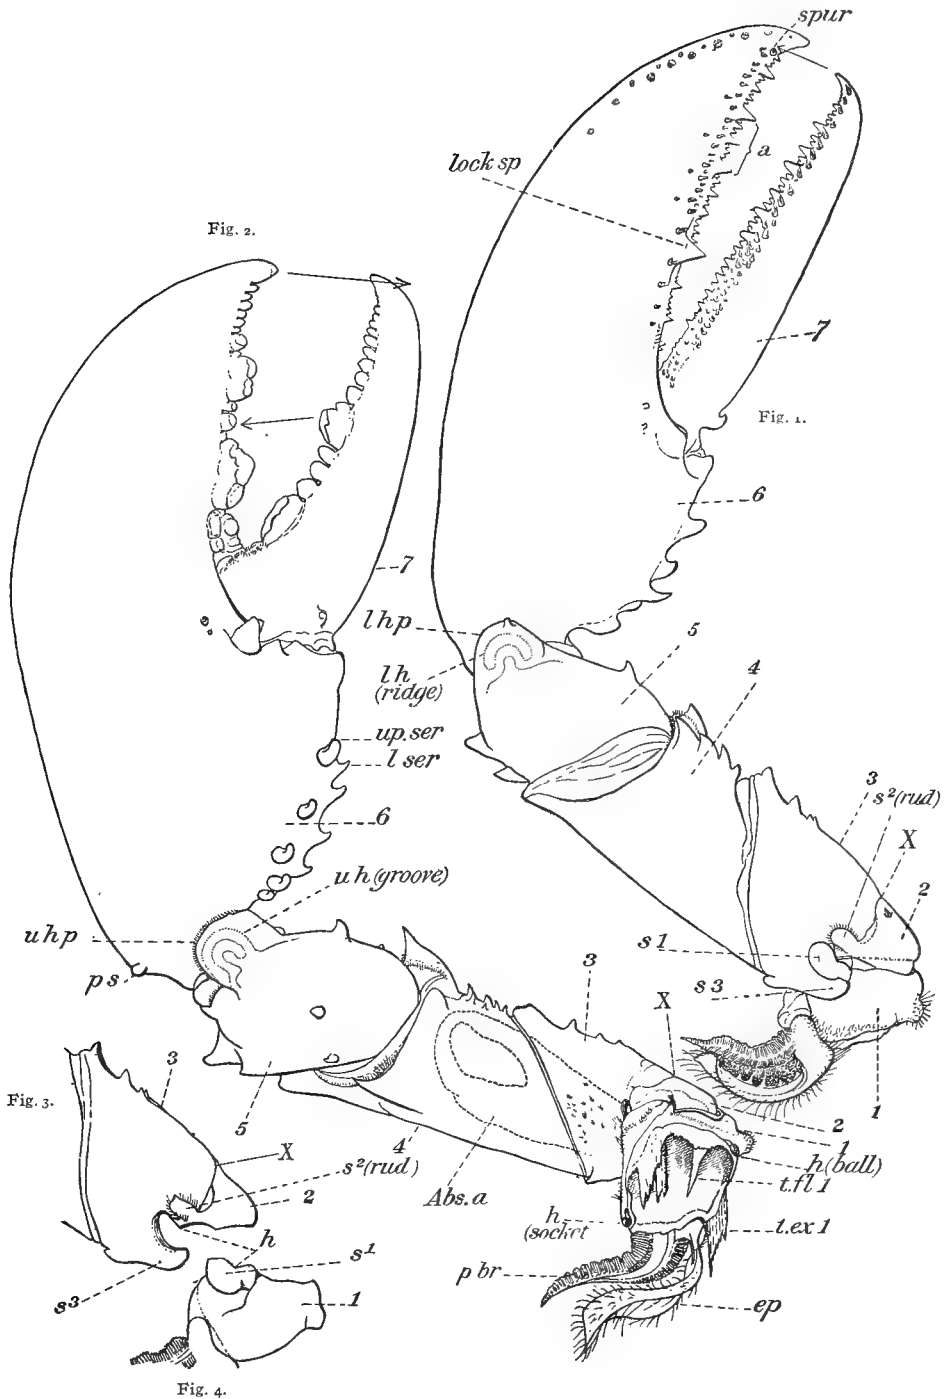 spur
a
lock sp
Fig. 2.
7
Fig. 1.
?
6
7
l h p
5
l h
(ridge)
4
up. ser
l ser
3
s²(rud)
6
X
u h (groove)
2
u h p
s 1
3
p s
X
s 3
1
3
Fig. 3.
5
2
X
4
1
s²(rud)
h (ball)
2
Abs. a
t. fl 1
h
h
(socket
t. ex 1
s¹
p br
s 3
1
ep
Fig. 4.